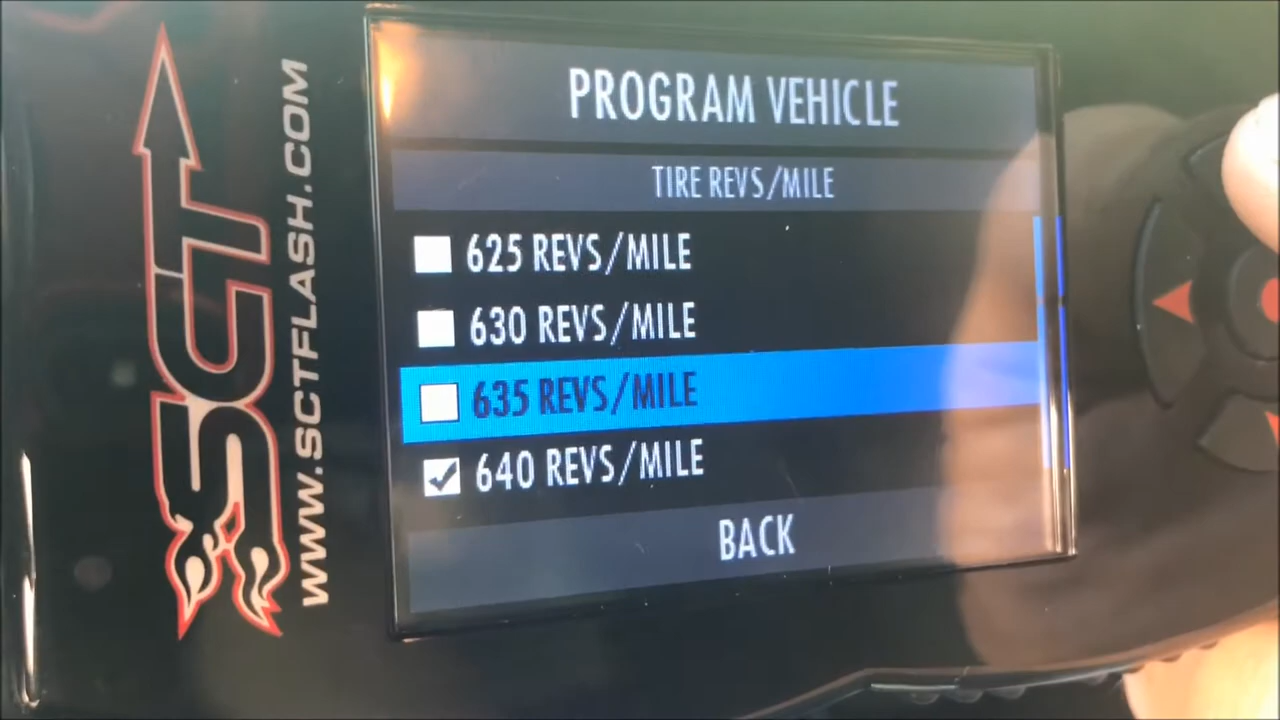 SCT
WWW.SCTFLASH.COM
PROGRAM VEHICLE
TIRE REVS/MILE
625 REVS/MILE
630 REVS/MILE
635 REVS/MILE
640 REVS/MILE
BACK